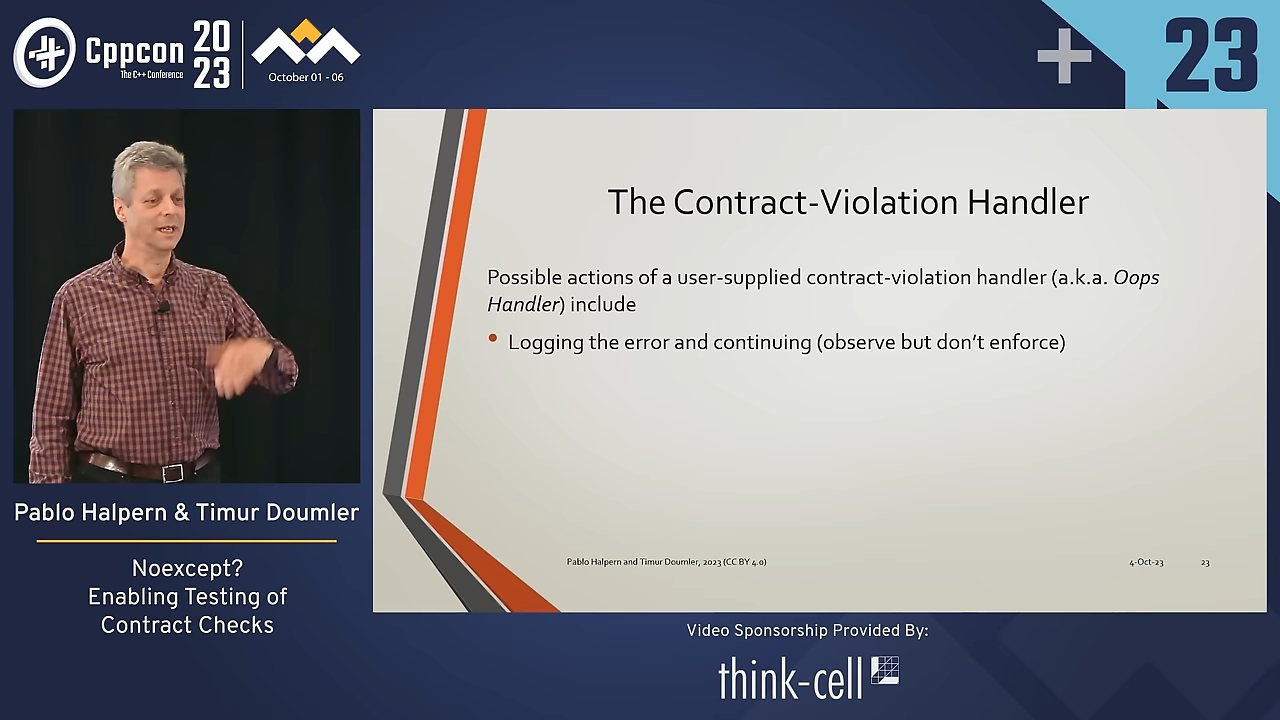 Cppcon
The C++ Conference
20
23
October 01 - 06
23
The Contract-Violation Handler
Possible actions of a user-supplied contract-violation handler (a.k.a. Oops
Handler) include
• Logging the error and continuing (observe but don't enforce)
Pablo Halpern and Timur Doumler, 2023 (CC BY 4.0)
4-Oct-23
23
Pablo Halpern & Timur Doumler
Noexcept?
Enabling Testing of
Contract Checks
Video Sponsorship Provided By:
think-cell